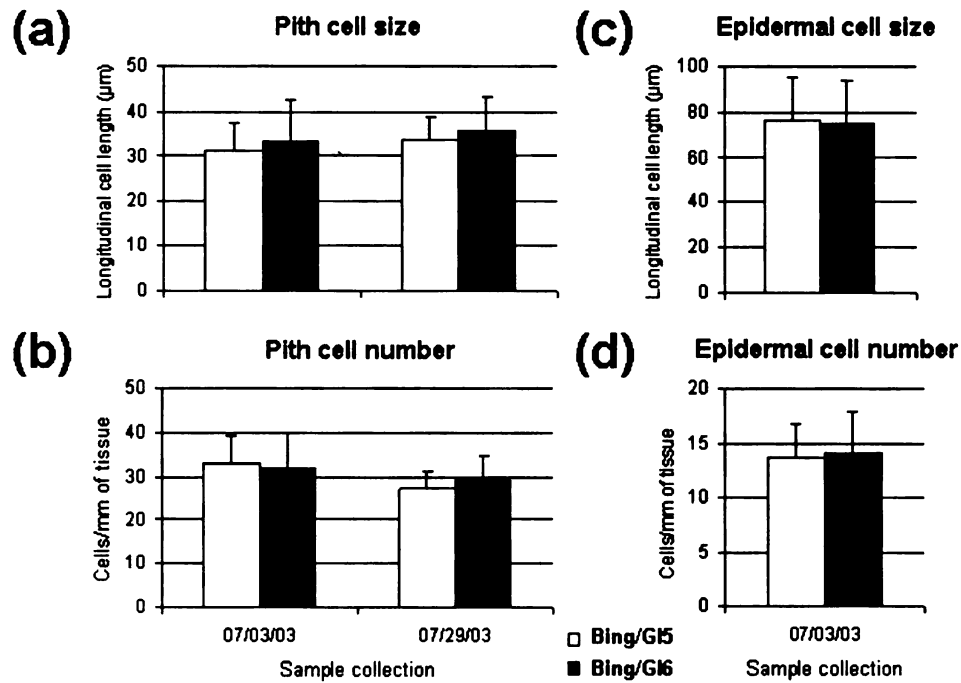 (a)
Pith cell size
Longitudinal cell length (µm)
50
40
30
20
10
0
(c)
Epidermal cell size
Longitudinal cell length (µm)
100
80
60
40
20
0
(b)
Pith cell number
Cells/mm of tissue
50
40
30
20
10
0
07/03/03
07/29/03
Sample collection
(d)
Epidermal cell number
Cells/mm of tissue
20
15
10
5
0
07/03/03
Sample collection
Bing/GI5
Bing/GI6